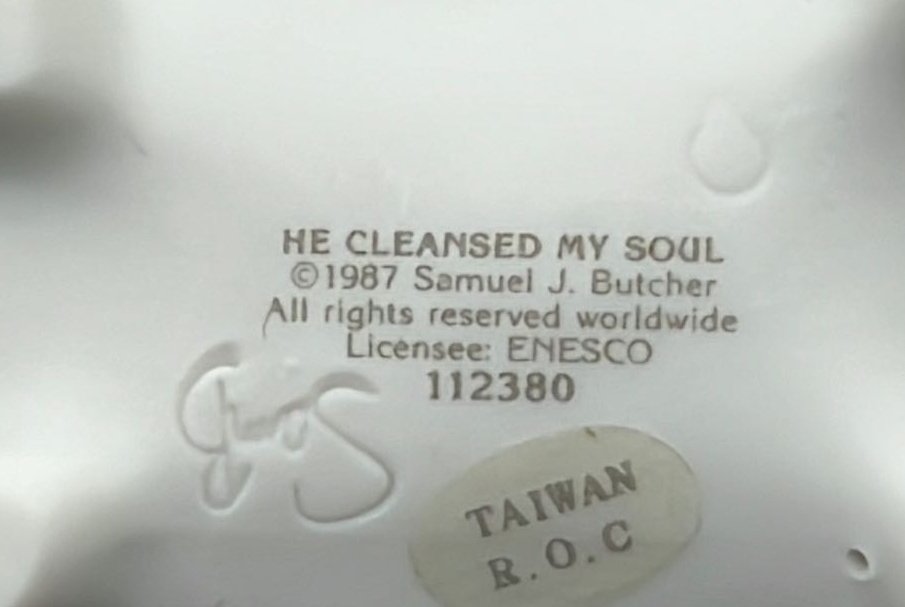 HE CLEANSED MY SOUL
©1987 Samuel J. Butcher
All rights reserved worldwide
Licensee: ENESCO
112380
TAIWAN
R.O.C